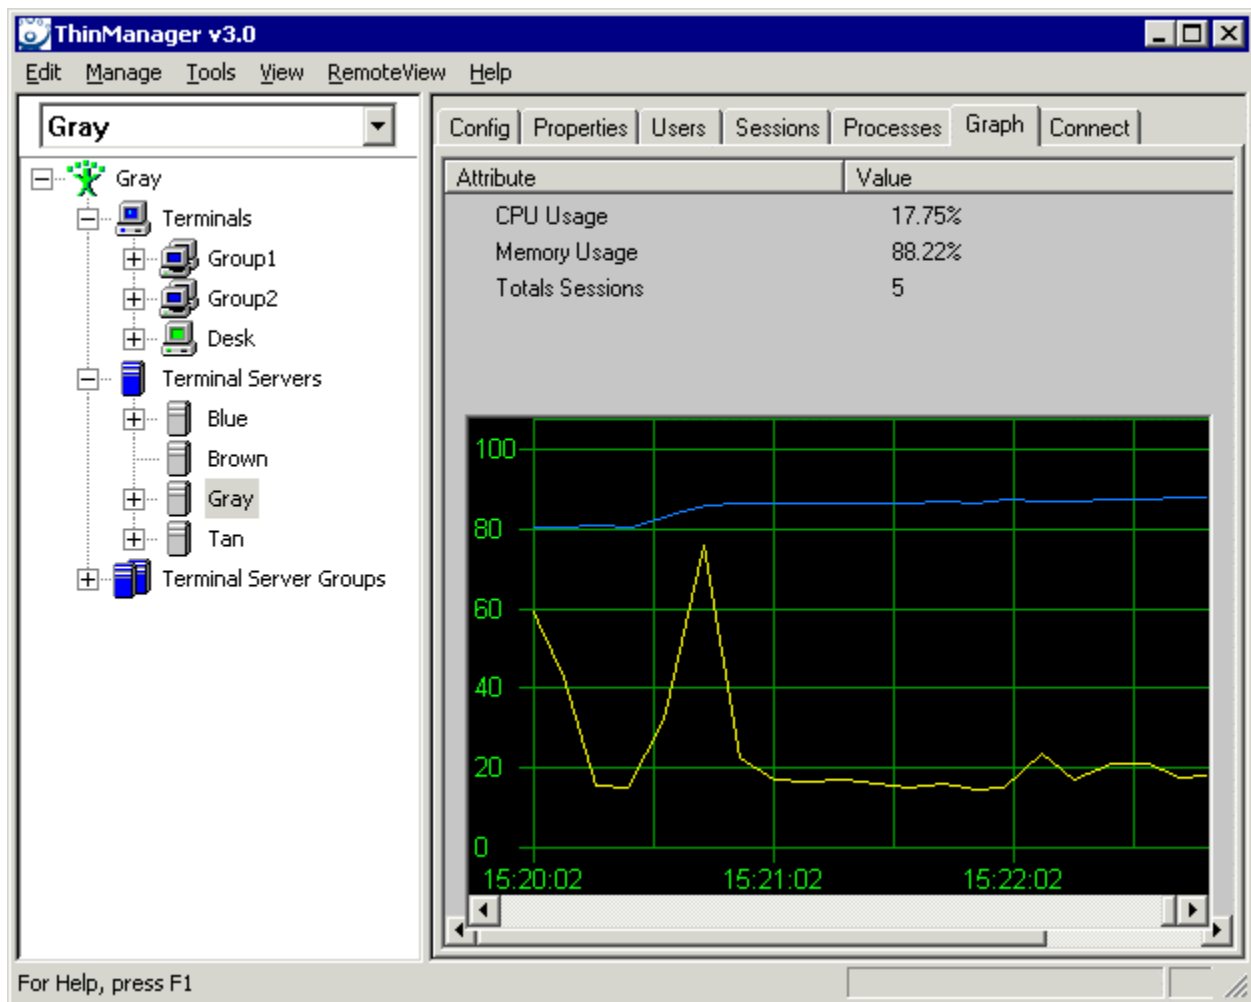 ThinManager v3.0
Edit Manage Tools View RemoteView Help
Gray
Gray
Terminals
Group1
Group2
Desk
Terminal Servers
Blue
Brown
Gray
Tan
Terminal Server Groups
Config Properties Users Sessions Processes Graph Connect
Attribute Value
CPU Usage 17.75%
Memory Usage 88.22%
Totals Sessions 5
100
80
60
40
20
0
15:20:02 15:21:02 15:22:02
For Help, press F1